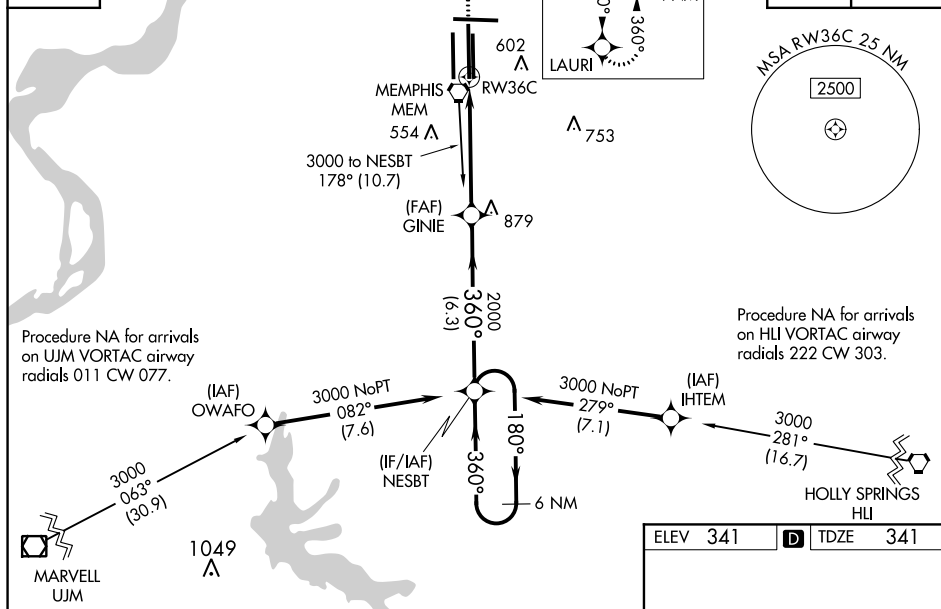 602
LAURI
360°
MSA RW36C 25 NM
2500
MEMPHIS
MEM
RW36C
554
753
3000 to NESBT
178° (10.7)
(FAF)
GINIE
879
2000
360°
(6.3)
Procedure NA for arrivals
on UJM VORTAC airway
radials 011 CW 077.
Procedure NA for arrivals
on HLI VORTAC airway
radials 222 CW 303.
(IAF)
OWAFO
3000 NoPT
082°
(7.6)
3000 NoPT
279°
(7.1)
(IAF)
IHTEM
3000
281°
(16.7)
(IF/IAF)
NESBT
360°
180°
6 NM
3000
063°
(30.9)
HOLLY SPRINGS
HLI
MARVELL
UJM
1049
ELEV 341
D
TDZE 341